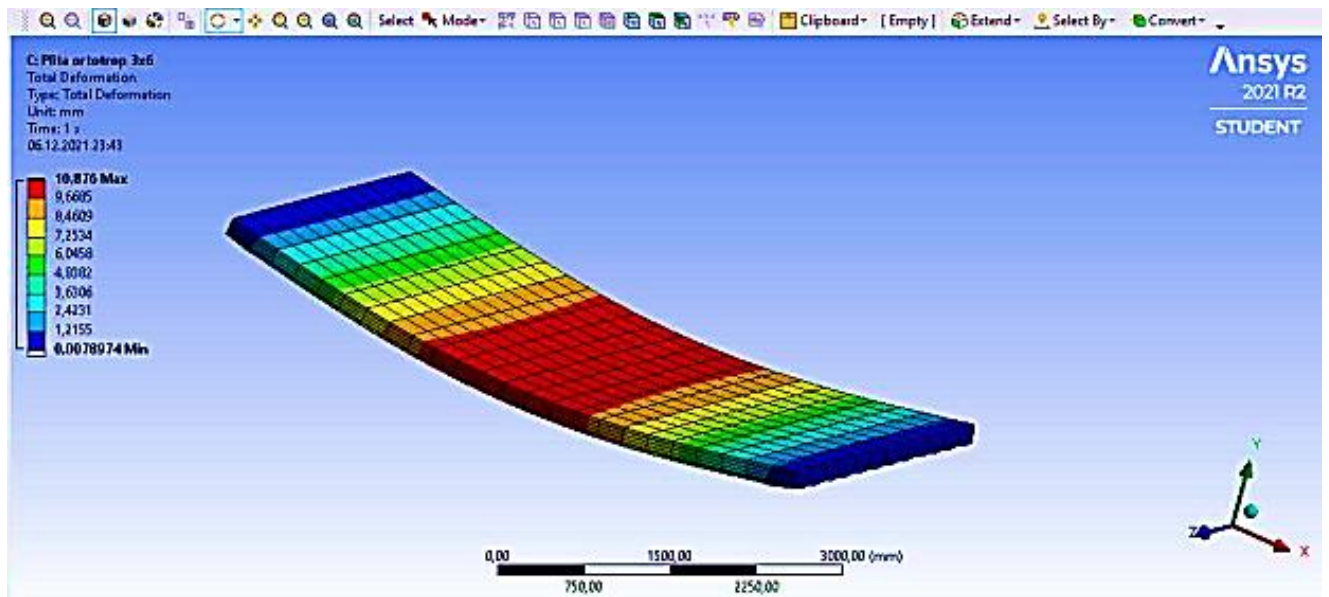 Select Mode Clipboard [Empty] Extend Select By Convert
C: Plita ortotrop 3x6
Total Deformation
Type: Total Deformation
Unit: mm
Time: 1 s
06.12.2021 23:43
10,876 Max
9,6685
8,4609
7,2534
6,0458
4,8382
3,6306
2,4231
1,2155
0,0078974 Min
Ansys
2021 R2
STUDENT
Y
Z
X
0,00 1500,00 3000,00 (mm)
750,00 2250,00